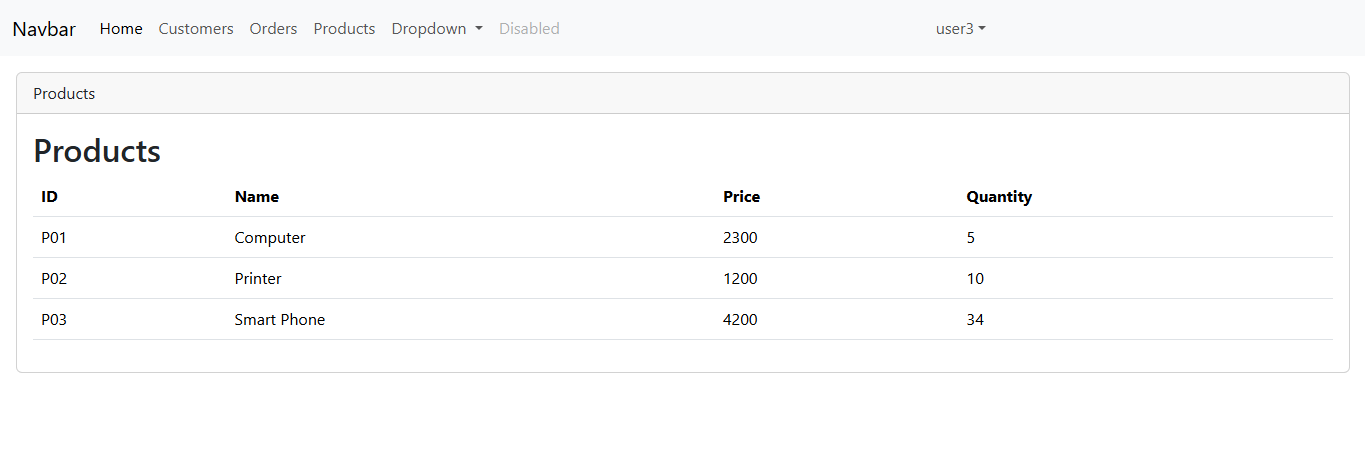 Navbar Home Customers Orders Products Dropdown Disabled user3
Products
Products
ID Name Price Quantity
P01 Computer 2300 5
P02 Printer 1200 10
P03 Smart Phone 4200 34